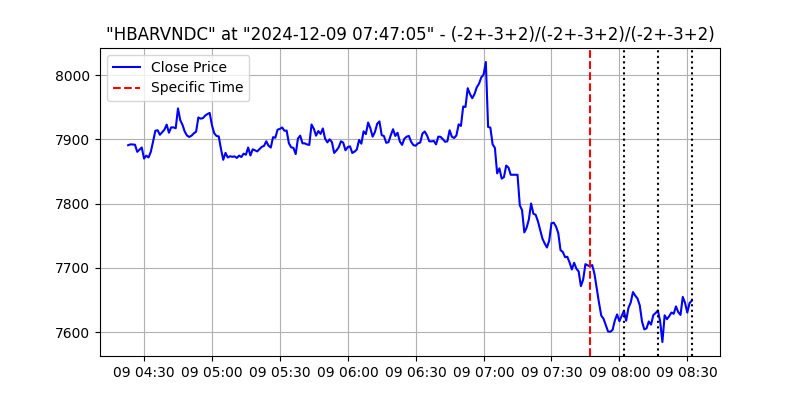 "HBARVNDC" at "2024-12-09 07:47:05" - (-2+-3+2)/(-2+-3+2)/(-2+-3+2)
Close Price
Specific Time
8000
7900
7800
7700
7600
09 04:30 09 05:00 09 05:30 09 06:00 09 06:30 09 07:00 09 07:30 09 08:00 09 08:30